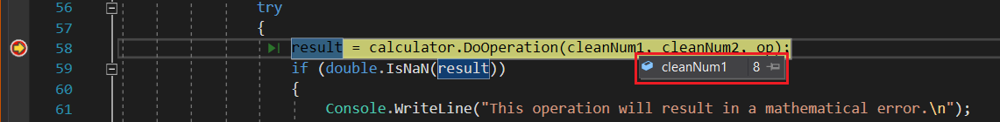 56 try
57 {
58 result = calculator.DoOperation(cleanNum1, cleanNum2, op);
cleanNum1 8
59 if (double.IsNaN(result))
60 {
61 Console.WriteLine("This operation will result in a mathematical error.\n");